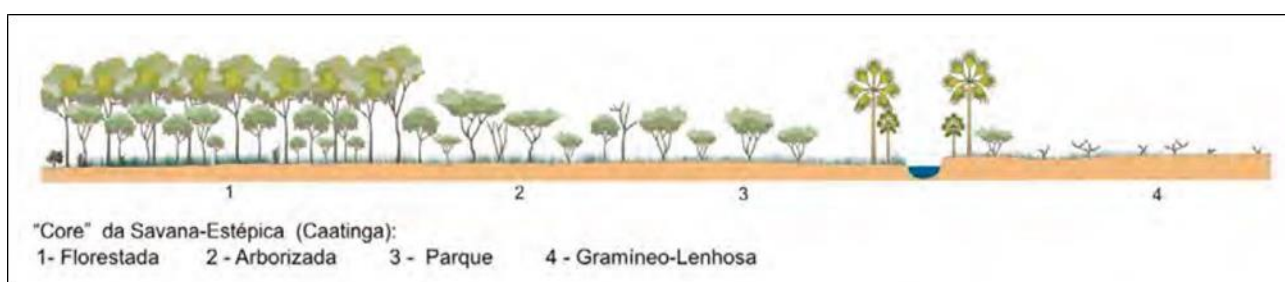 1 2 3 4
"Core" da Savana-Estépica (Caatinga):
1- Florestada 2 - Arborizada 3 - Parque 4 - Gramíneo-Lenhosa